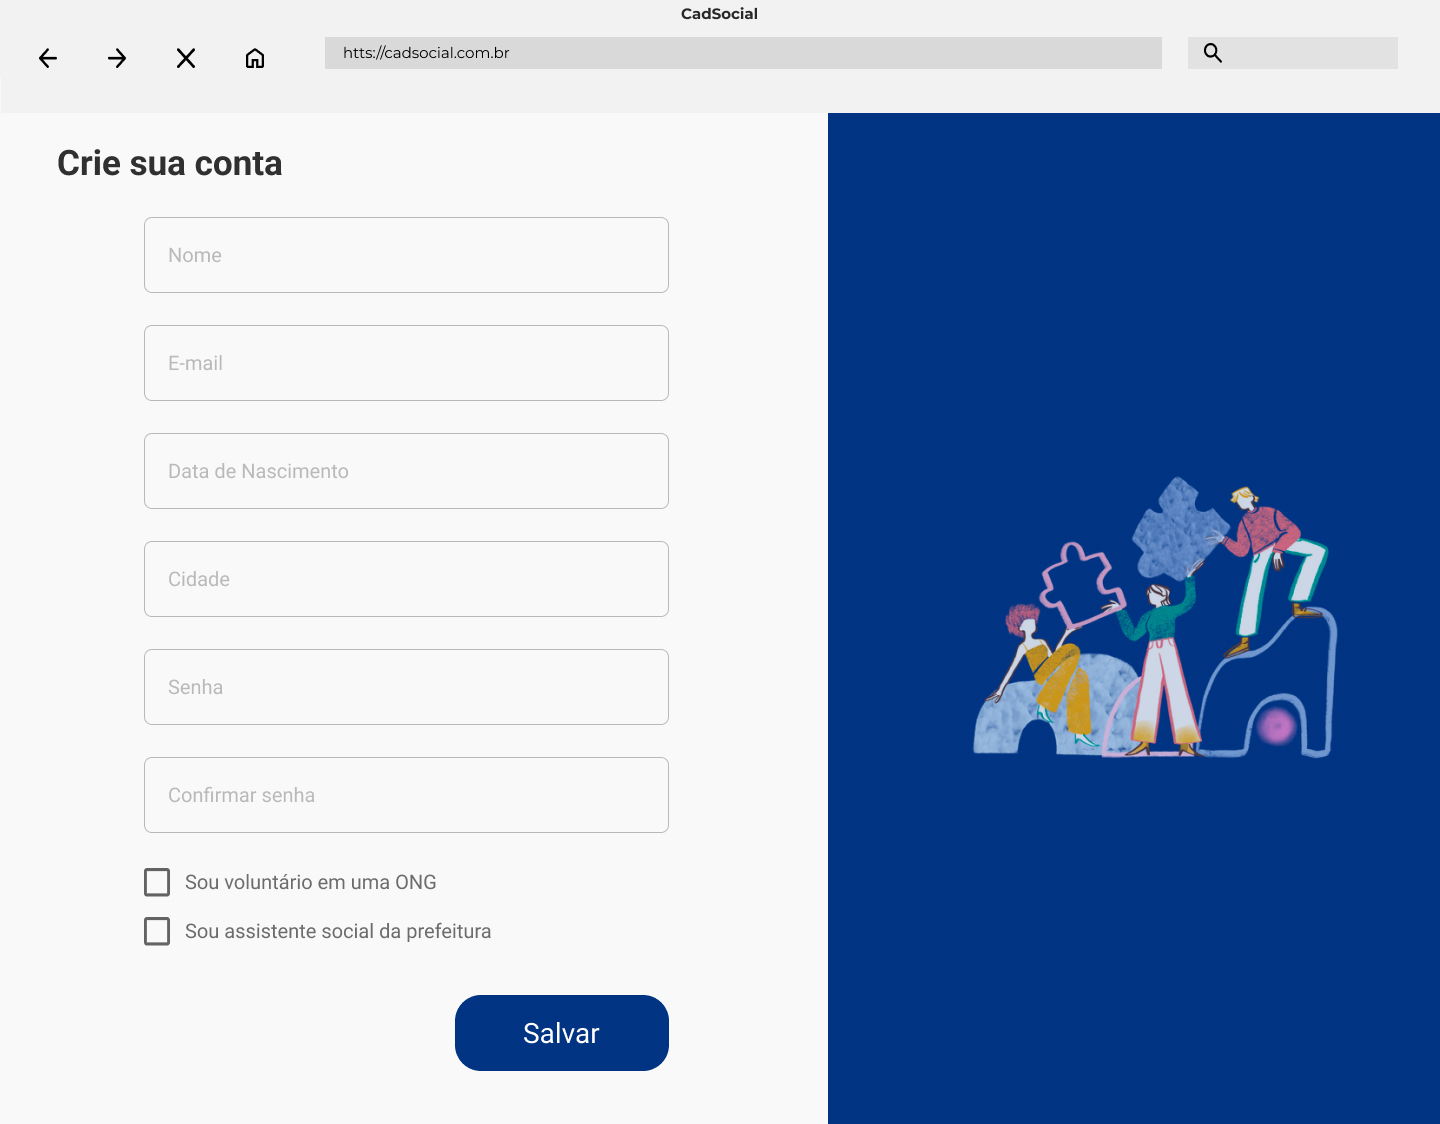 CadSocial
htts://cadsocial.com.br
Crie sua conta
Nome
E-mail
Data de Nascimento
Cidade
Senha
Confirmar senha
Sou voluntário em uma ONG
Sou assistente social da prefeitura
Salvar